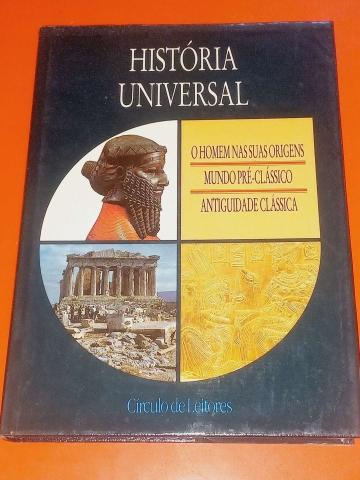 HISTÓRIA
UNIVERSAL
O HOMEM NAS SUAS ORIGENS
MUNDO PRÉ-CLÁSSICO
ANTIGUIDADE CLÁSSICA
Círculo de Leitores